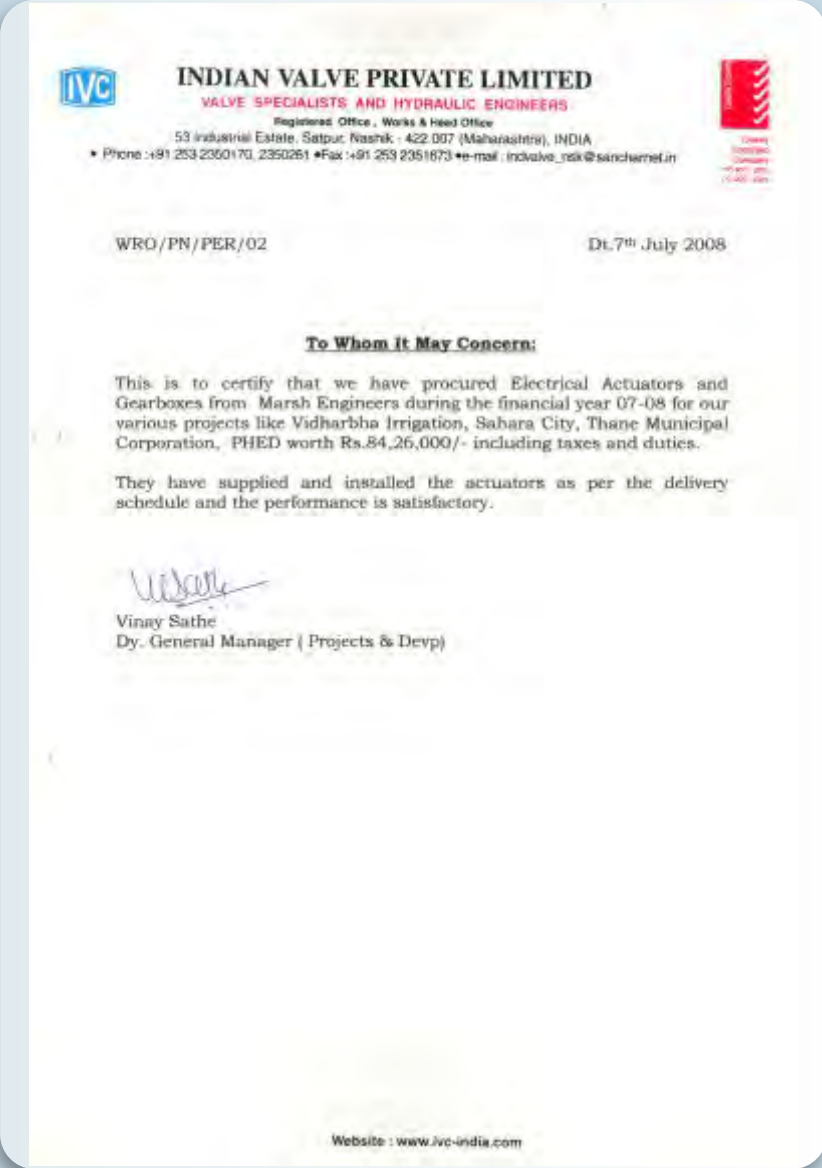 IVC
INDIAN VALVE PRIVATE LIMITED
VALVE SPECIALISTS AND HYDRAULIC ENGINEERS
Registered Office , Works & Head Office
53 Industrial Estate, Satpur, Nashik - 422 007 (Maharashtra), INDIA
• Phone :+91 253 2350170, 2350261 •Fax :+91 253 2351673 •e-mail : indvalve_nsk@sancharnet.in
WRO/PN/PER/02 Dt.7th July 2008
To Whom It May Concern:
This is to certify that we have procured Electrical Actuators and
Gearboxes from Marsh Engineers during the financial year 07-08 for our
various projects like Vidharbha Irrigation, Sahara City, Thane Municipal
Corporation, PHED worth Rs.84,26,000/- including taxes and duties.
They have supplied and installed the actuators as per the delivery
schedule and the performance is satisfactory.
Vinay Sathe
Dy. General Manager ( Projects & Devp)
Website : www.ivc-india.com